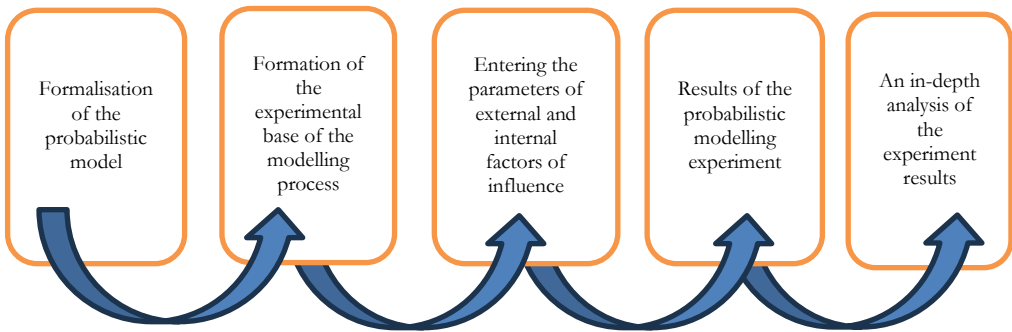 Formalisation
of the
probabilistic
model
Formation of
the
experimental
base of the
modelling
process
Entering the
parameters of
external and
internal
factors of
influence
Results of the
probabilistic
modelling
experiment
An in-depth
analysis of
the
experiment
results